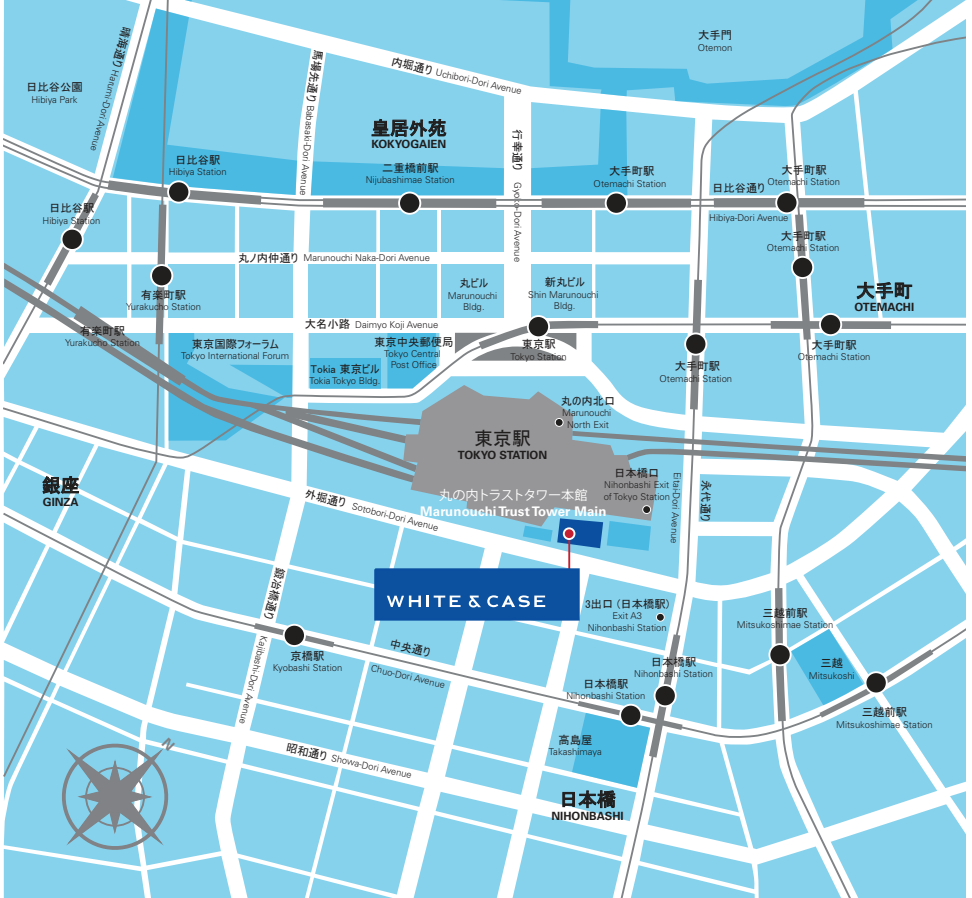 大手門
Otemon
晴海通り Harumi-Dori Avenue
馬場先通り Babasaki-Dori Avenue
内堀通り Uchibori-Dori Avenue
日比谷公園
Hibiya Park
皇居外苑
KOKYOGAIEN
行幸通り Gyoko-Dori Avenue
日比谷駅
Hibiya Station
二重橋前駅
Nijubashimae Station
大手町駅
Otemachi Station
大手町駅
Otemachi Station
日比谷通り
Hibiya-Dori Avenue
日比谷駅
Hibiya Station
大手町駅
Otemachi Station
丸ノ内仲通り Marunouchi Naka-Dori Avenue
有楽町駅
Yurakucho Station
丸ビル
Marunouchi
Bldg.
新丸ビル
Shin Marunouchi
Bldg.
大手町
OTEMACHI
有楽町駅
Yurakucho Station
大名小路 Daimyo Koji Avenue
東京国際フォーラム
Tokyo International Forum
東京中央郵便局
Tokyo Central
Post Office
東京駅
Tokyo Station
大手町駅
Otemachi Station
Tokia 東京ビル
Tokia Tokyo Bldg.
大手町駅
Otemachi Station
丸の内北口
Marunouchi
North Exit
東京駅
TOKYO STATION
日本橋口
Nihonbashi Exit
of Tokyo Station
永代通り
Eitai-Dori Avenue
銀座
GINZA
外堀通り Sotobori-Dori Avenue
丸の内トラストタワー本館
Marunouchi Trust Tower Main
WHITE & CASE
鍛冶橋通り
Kajibashi-Dori Avenue
3出口 (日本橋駅)
Exit A3
Nihonbashi Station
三越前駅
Mitsukoshimae Station
京橋駅
Kyobashi Station
中央通り
Chuo-Dori Avenue
日本橋駅
Nihonbashi Station
日本橋駅
Nihonbashi Station
三越
Mitsukoshi
三越前駅
Mitsukoshimae Station
高島屋
Takashimaya
昭和通り Showa-Dori Avenue
N
日本橋
NIHONBASHI